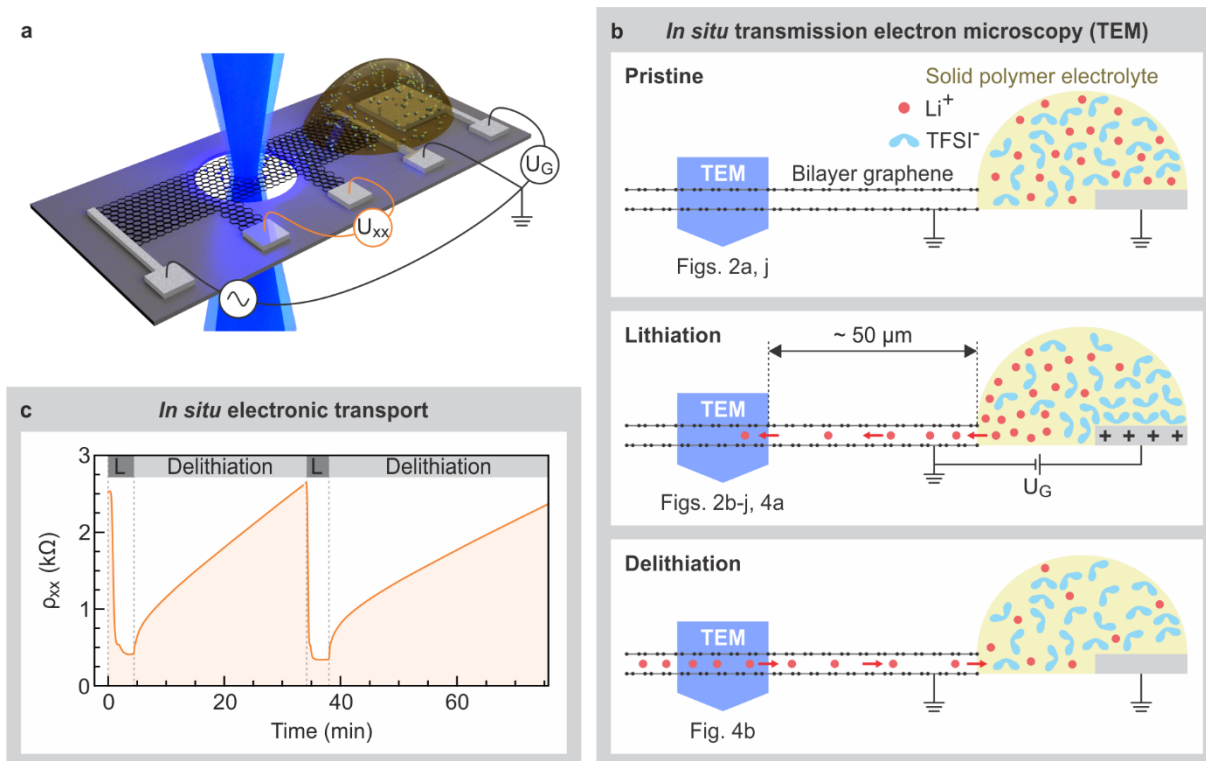 a
U_G
U_xx
b In situ transmission electron microscopy (TEM)
Pristine
Solid polymer electrolyte
Li⁺
TFSI⁻
TEM
Bilayer graphene
Figs. 2a, j
Lithiation
~ 50 µm
TEM
+ + + +
U_G
Figs. 2b-j, 4a
Delithiation
TEM
Fig. 4b
c In situ electronic transport
L Delithiation L Delithiation
3
2
1
0
ρ_xx (kΩ)
0 20 40 60
Time (min)